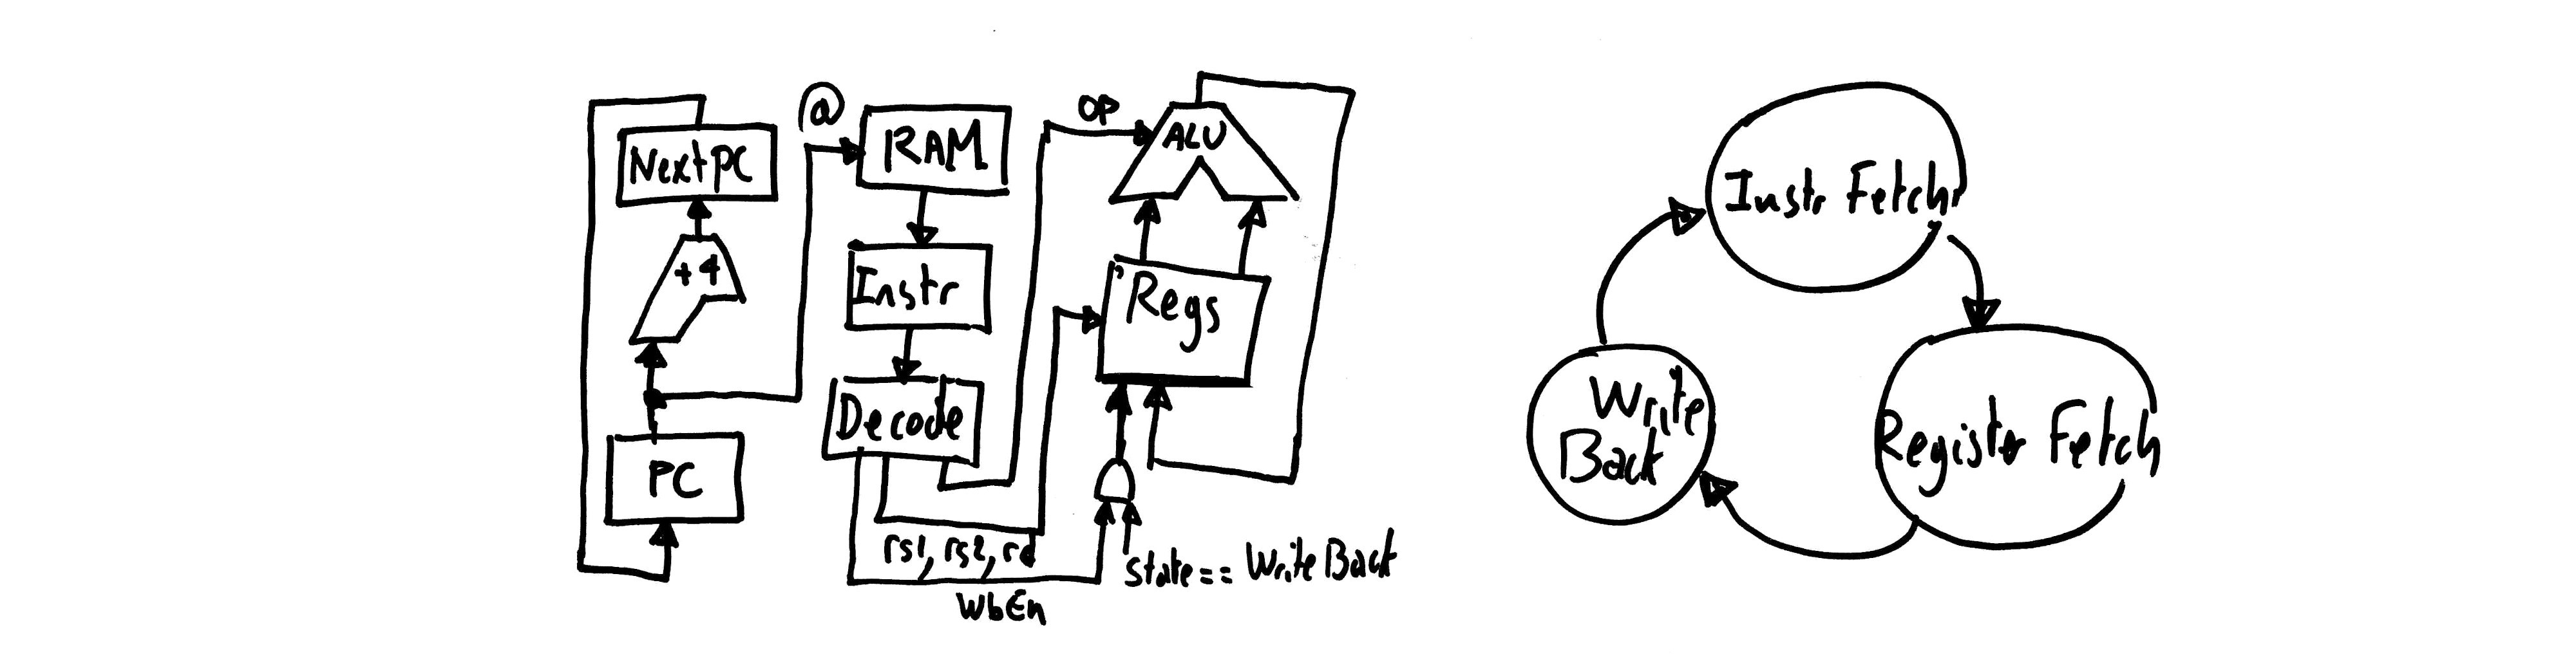 @
OP
NextPC
RAM
ALU
+4
Instr
Regs
Decode
PC
rs1, rs2, rd
state == WriteBack
WbEn
Instr Fetch
Write
Back
Register Fetch